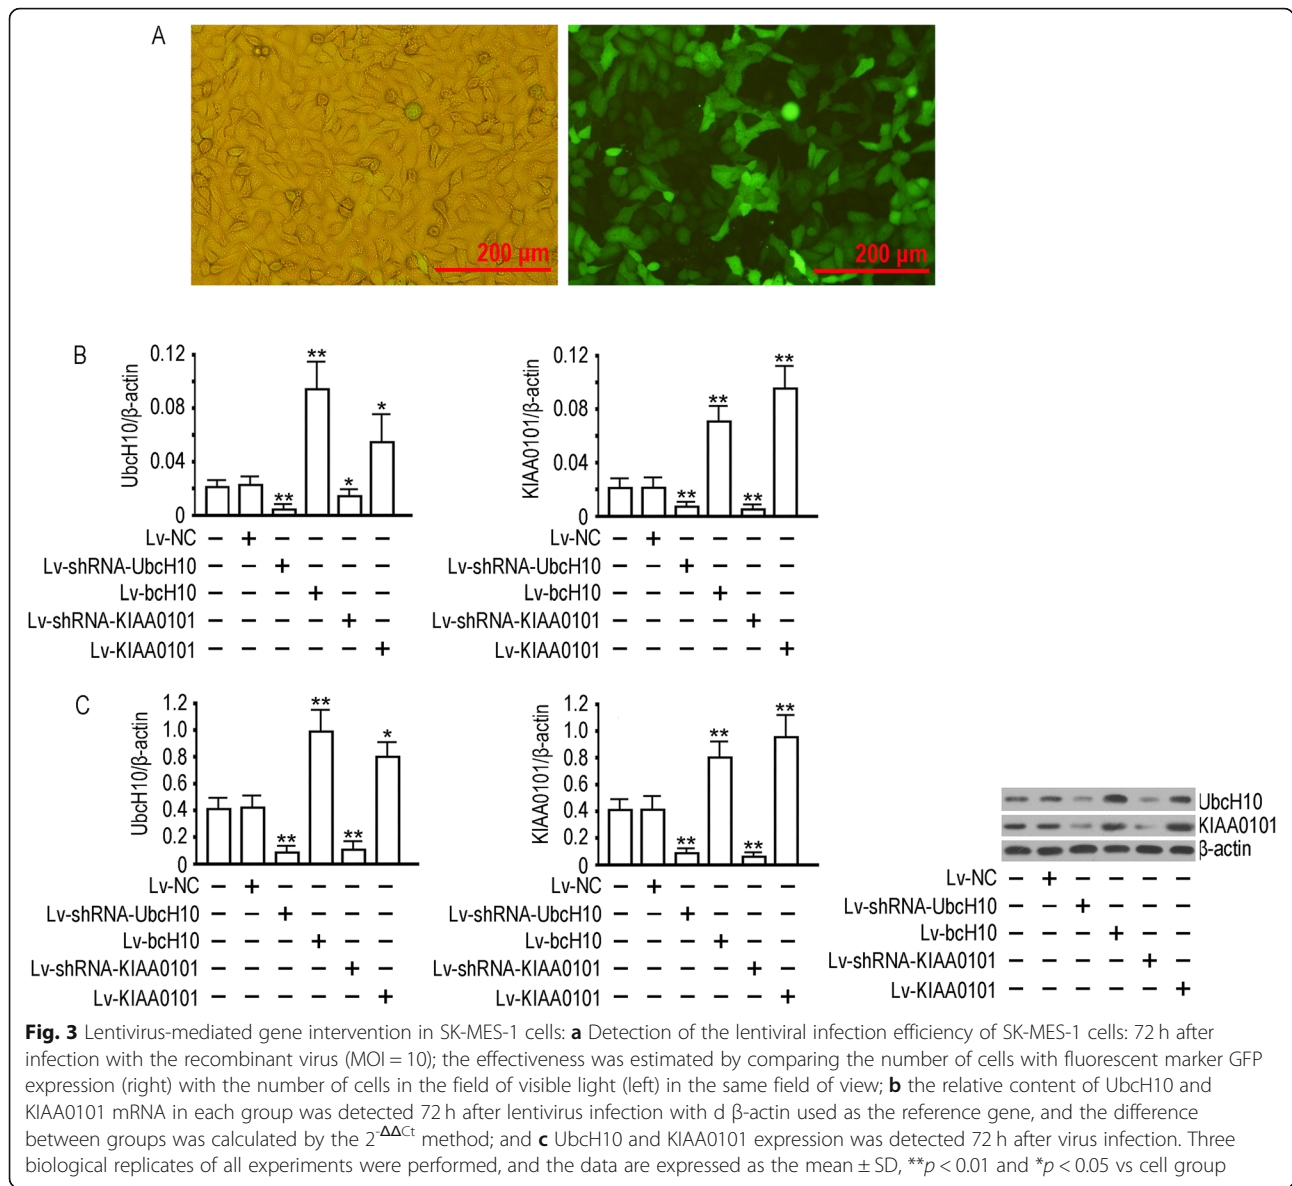 A
200 μm
200 μm
B
UbcH10/β-actin
0.12
0.08
0.04
0
** * ** * **
KIAA0101/β-actin
0.12
0.08
0.04
0
** ** ** **
Lv-NC − + − − − −
Lv-shRNA-UbcH10 − − + − − −
Lv-bcH10 − − − + − −
Lv-shRNA-KIAA0101 − − − − + −
Lv-KIAA0101 − − − − − +
Lv-NC − + − − − −
Lv-shRNA-UbcH10 − − + − − −
Lv-bcH10 − − − + − −
Lv-shRNA-KIAA0101 − − − − + −
Lv-KIAA0101 − − − − − +
C
UbcH10/β-actin
1.2
1.0
0.8
0.6
0.4
0.2
0
** ** ** *
KIAA0101/β-actin
1.2
1.0
0.8
0.6
0.4
0.2
0
** ** ** **
Lv-NC − + − − − −
Lv-shRNA-UbcH10 − − + − − −
Lv-bcH10 − − − + − −
Lv-shRNA-KIAA0101 − − − − + −
Lv-KIAA0101 − − − − − +
Lv-NC − + − − − −
Lv-shRNA-UbcH10 − − + − − −
Lv-bcH10 − − − + − −
Lv-shRNA-KIAA0101 − − − − + −
Lv-KIAA0101 − − − − − +
UbcH10
KIAA0101
β-actin
Lv-NC − + − − − −
Lv-shRNA-UbcH10 − − + − − −
Lv-bcH10 − − − + − −
Lv-shRNA-KIAA0101 − − − − + −
Lv-KIAA0101 − − − − − +
Fig. 3 Lentivirus-mediated gene intervention in SK-MES-1 cells: a Detection of the lentiviral infection efficiency of SK-MES-1 cells: 72 h after
infection with the recombinant virus (MOI = 10); the effectiveness was estimated by comparing the number of cells with fluorescent marker GFP
expression (right) with the number of cells in the field of visible light (left) in the same field of view; b the relative content of UbcH10 and
KIAA0101 mRNA in each group was detected 72 h after lentivirus infection with d β-actin used as the reference gene, and the difference
between groups was calculated by the 2-ΔΔCt method; and c UbcH10 and KIAA0101 expression was detected 72 h after virus infection. Three
biological replicates of all experiments were performed, and the data are expressed as the mean ± SD, **p < 0.01 and *p < 0.05 vs cell group